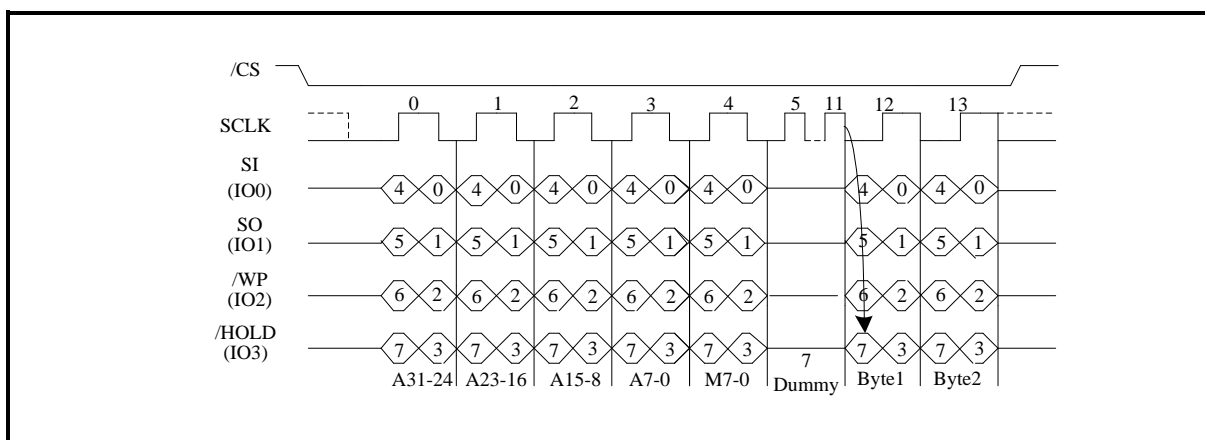 /CS
0 1 2 3 4 5 11 12 13
SCLK
SI
(IO0)
4 0 4 0 4 0 4 0 4 0 4 0 4 0
SO
(IO1)
5 1 5 1 5 1 5 1 5 1 5 1 5 1
/WP
(IO2)
6 2 6 2 6 2 6 2 6 2 6 2 6 2
/HOLD
(IO3)
7 3 7 3 7 3 7 3 7 3 7 3 7 3
A31-24 A23-16 A15-8 A7-0 M7-0 7 Byte1 Byte2
Dummy